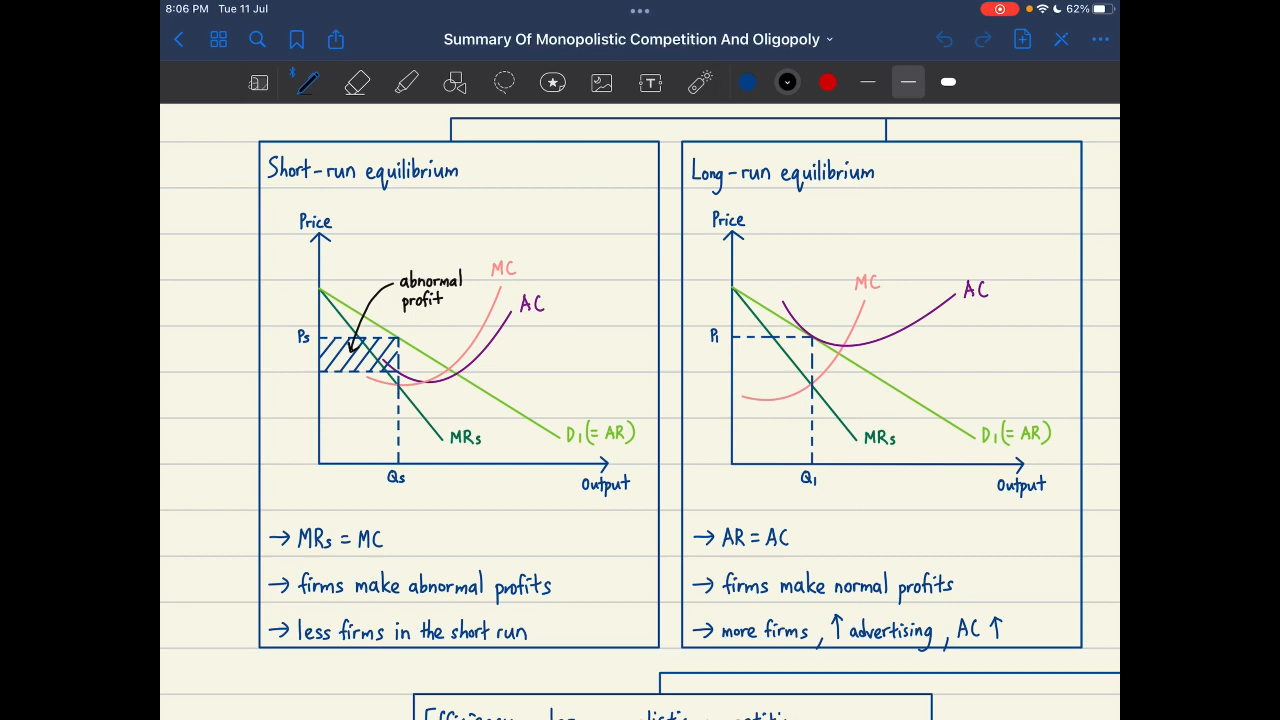 8:06 PM Tue 11 Jul
62%
Summary Of Monopolistic Competition And Oligopoly
T
Short-run equilibrium
Price
abnormal
profit
MC
AC
Ps
MRs
D₁(= AR)
Qs
Output
→ MRs = MC
→ firms make abnormal profits
→ less firms in the short run
Long-run equilibrium
Price
MC
AC
P₁
MRs
D₁(= AR)
Q₁
Output
→ AR = AC
→ firms make normal profits
→ more firms, ↑ advertising, AC ↑